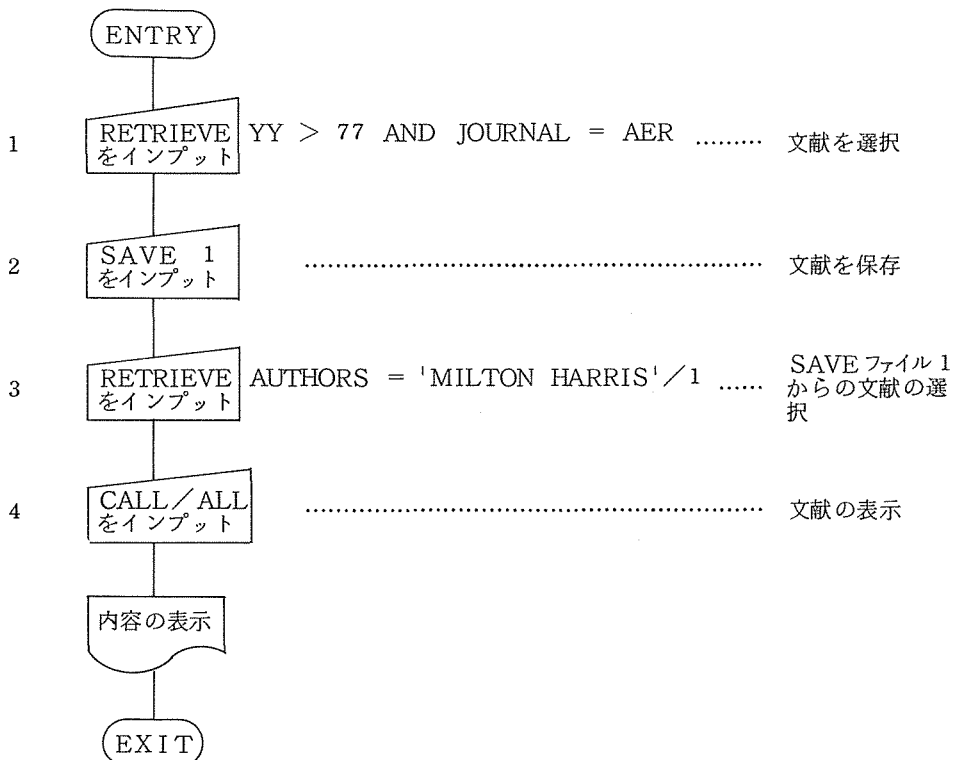 ENTRY
1 RETRIEVE をインプット YY > 77 AND JOURNAL = AER ……… 文献を選択
2 SAVE 1 をインプット ……………………………………………… 文献を保存
3 RETRIEVE をインプット AUTHORS = 'MILTON HARRIS'/1 …… SAVE ファイル 1 からの文献の選択
4 CALL/ALL をインプット ……………………………………………… 文献の表示
内容の表示
EXIT